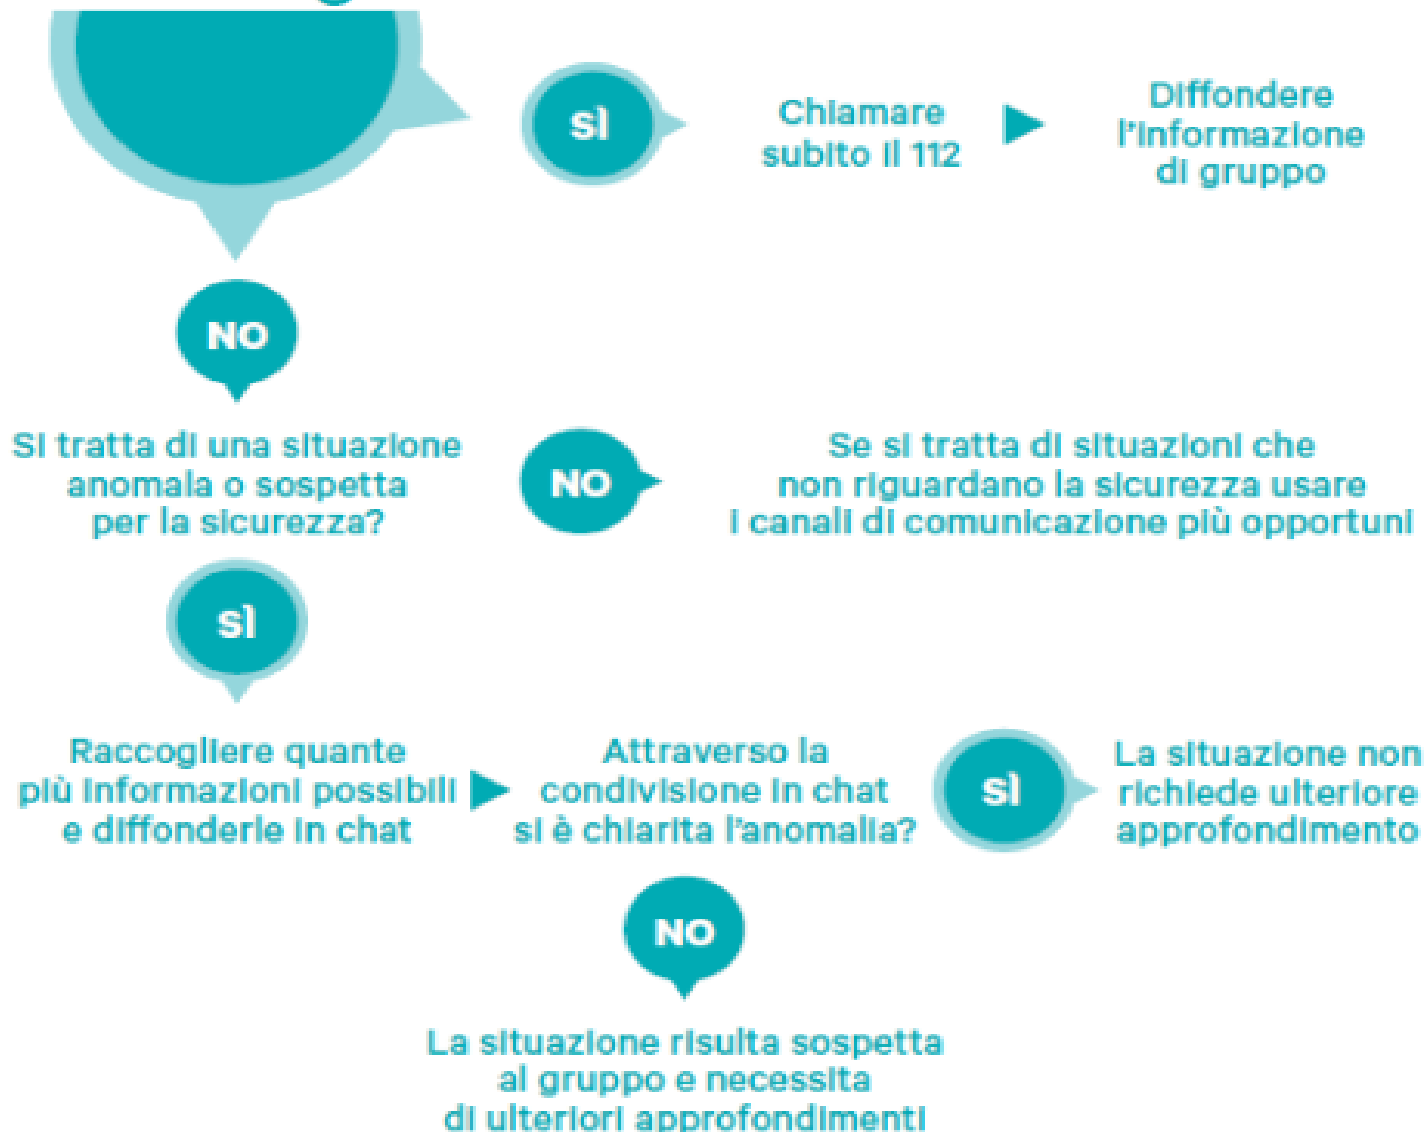 SÌ
Chiamare
subito il 112
Diffondere
l'informazione
di gruppo
NO
Si tratta di una situazione
anomala o sospetta
per la sicurezza?
NO
Se si tratta di situazioni che
non riguardano la sicurezza usare
i canali di comunicazione più opportuni
SÌ
Raccogliere quante
più informazioni possibili
e diffonderle in chat
Attraverso la
condivisione in chat
si è chiarita l'anomalia?
SÌ
La situazione non
richiede ulteriore
approfondimento
NO
La situazione risulta sospetta
al gruppo e necessita
di ulteriori approfondimenti